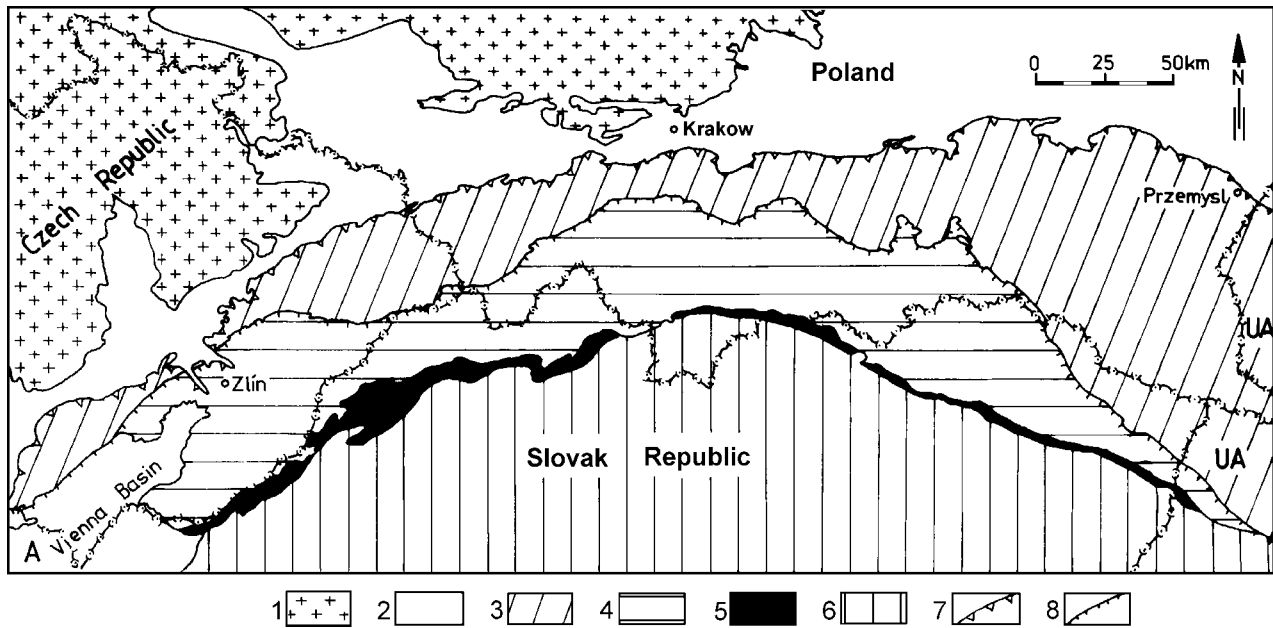 Poland
0 25 50km
N
Krakow
Czech Republic
Przemysl
UA
Zlín
Slovak Republic
UA
Vienna Basin
A
1 2 3 4 5 6 7 8